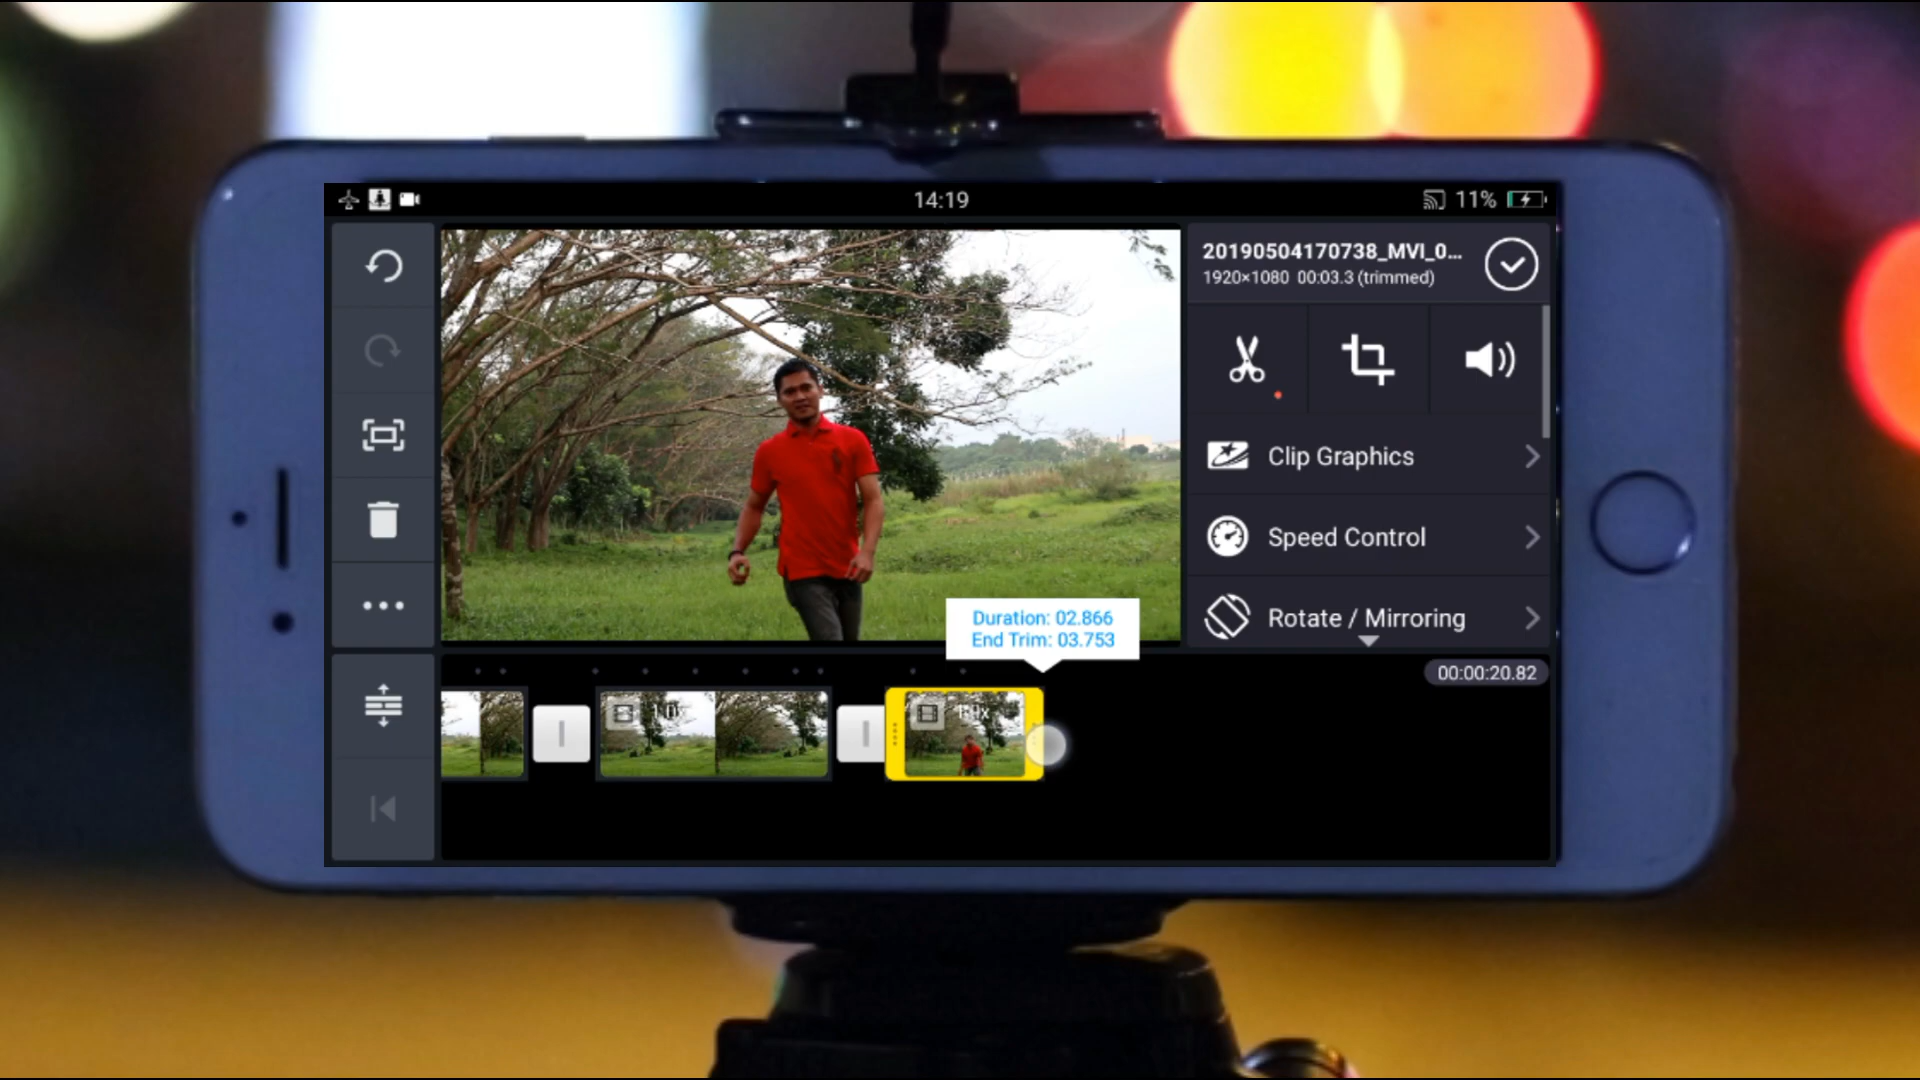 14:19
11%
20190504170738_MVI_0...
1920×1080 00:03.3 (trimmed)
Clip Graphics
Speed Control
Rotate / Mirroring
Duration: 02.866
End Trim: 03.753
00:00:20.82